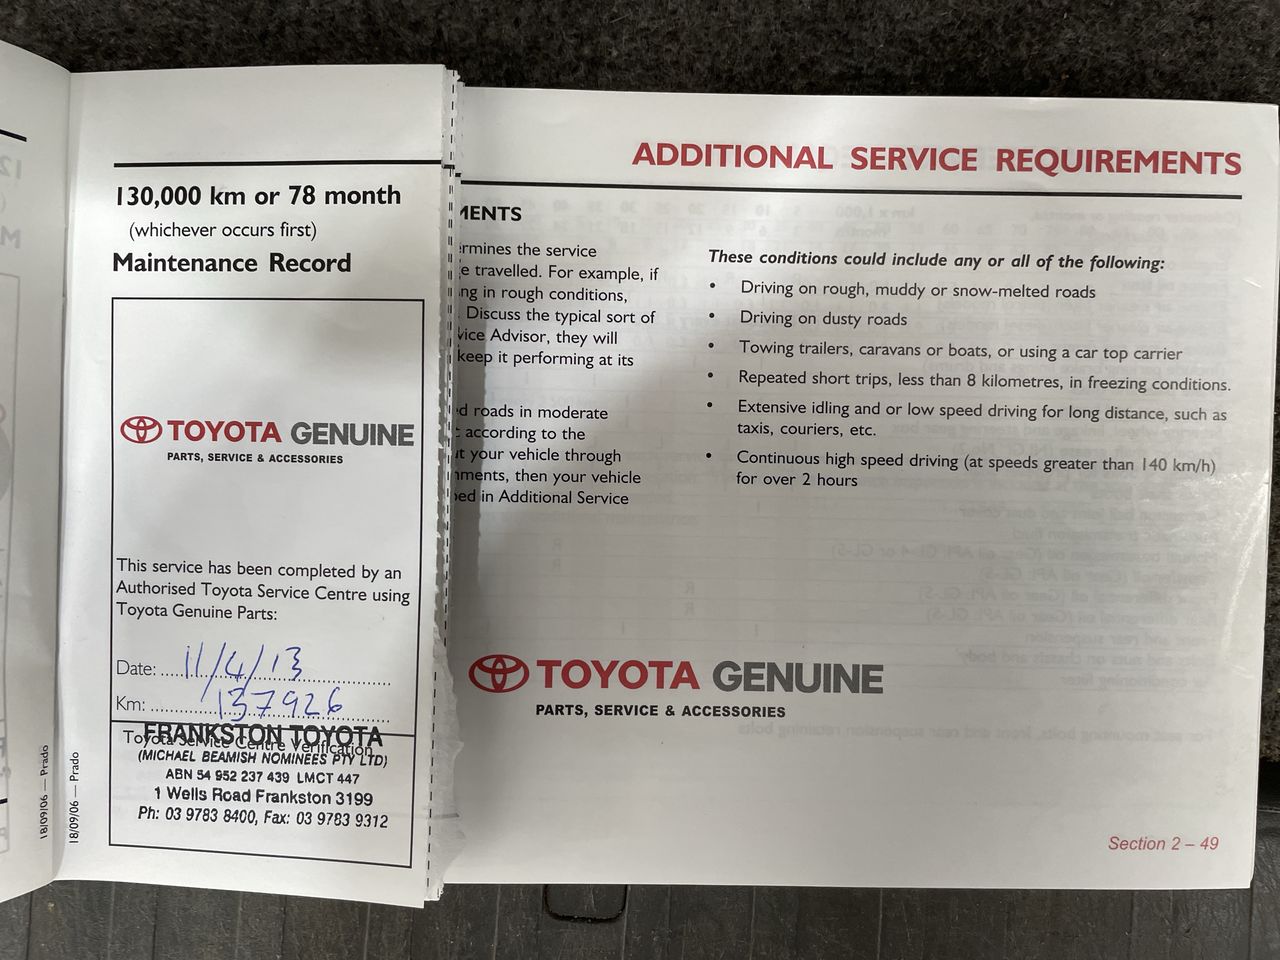 130,000 km or 78 month
(whichever occurs first)
Maintenance Record
TOYOTA GENUINE
PARTS, SERVICE & ACCESSORIES
This service has been completed by an
Authorised Toyota Service Centre using
Toyota Genuine Parts:
Date: 11/4/13
Km: 137926
Toyota Service Centre Verification
FRANKSTON TOYOTA
(MICHAEL BEAMISH NOMINEES PTY LTD)
ABN 54 952 237 439 LMCT 447
1 Wells Road Frankston 3199
Ph: 03 9783 8400, Fax: 03 9783 9312
18/09/06 — Prado
18/09/06 — Prado
ADDITIONAL SERVICE REQUIREMENTS
MENTS
ermines the service
e travelled. For example, if
ng in rough conditions,
. Discuss the typical sort of
vice Advisor, they will
keep it performing at its
d roads in moderate
t according to the
ut your vehicle through
nments, then your vehicle
bed in Additional Service
These conditions could include any or all of the following:
• Driving on rough, muddy or snow-melted roads
• Driving on dusty roads
• Towing trailers, caravans or boats, or using a car top carrier
• Repeated short trips, less than 8 kilometres, in freezing conditions.
• Extensive idling and or low speed driving for long distance, such as
taxis, couriers, etc.
• Continuous high speed driving (at speeds greater than 140 km/h)
for over 2 hours
TOYOTA GENUINE
PARTS, SERVICE & ACCESSORIES
Section 2 – 49